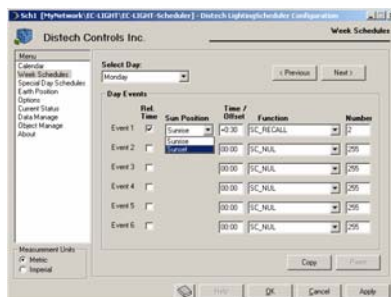 Sch1 [MyNetwork\EC-LIGHT\EC-LIGHT-Scheduler] - Distech LightingScheduler Configuration
Distech Controls Inc.
Week Schedules
Menu
Calendar
Week Schedules
Special Day Schedules
Earth Position
Options
Current Status
Data Manage
Object Manage
About
Measurement Units
Metric
Imperial
Select Day:
Monday
< Previous
Next >
Day Events
Rel. Time
Sun Position
Time / Offset
Function
Number
Event 1
Sunrise
+0:30
SC_RECALL
2
Sunrise
Sunset
Event 2
00:00
SC_NUL
255
Event 3
00:00
SC_NUL
255
Event 4
00:00
SC_NUL
255
Event 5
00:00
SC_NUL
255
Event 6
00:00
SC_NUL
255
Copy
Paste
Help
OK
Cancel
Apply